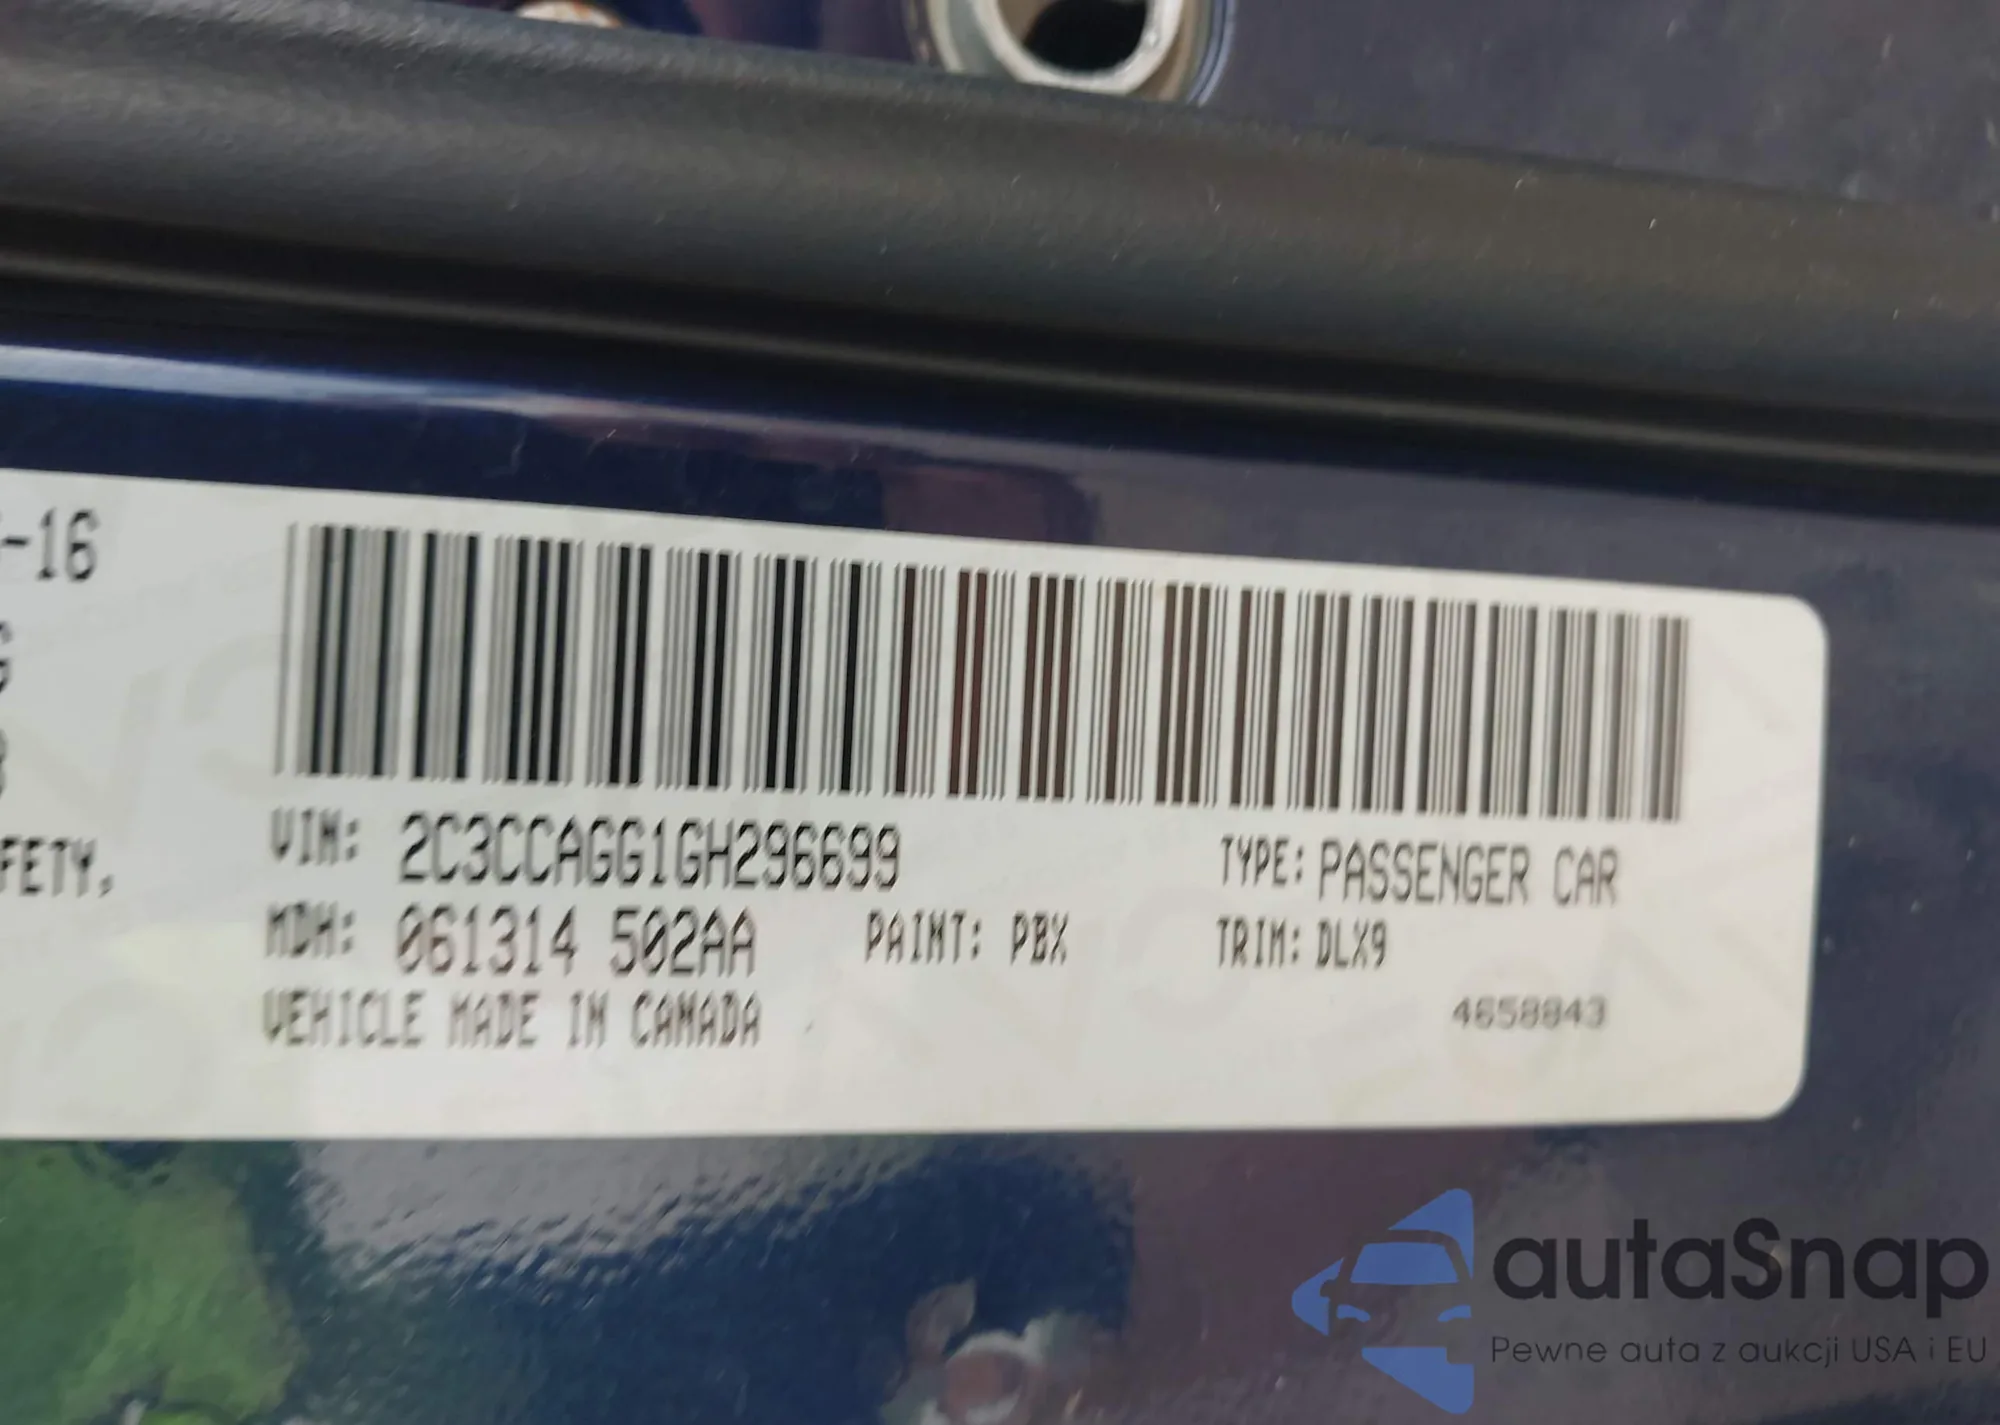 -16
G
FETY,
VIN: 2C3CCAGG1GH296699
TYPE: PASSENGER CAR
MDH: 061314 502AA
PAINT: PBX
TRIM: DLX9
VEHICLE MADE IN CANADA
4658843
autaSnap
Pewne auta z aukcji USA i EU